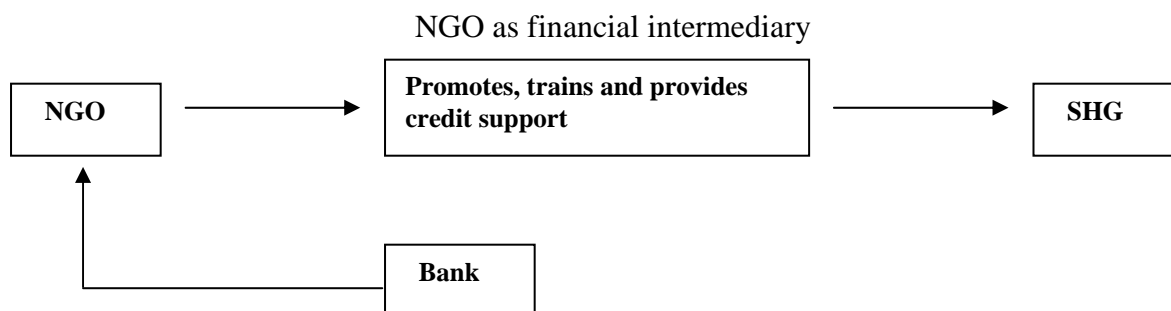 NGO as financial intermediary
NGO
Promotes, trains and provides
credit support
SHG
Bank